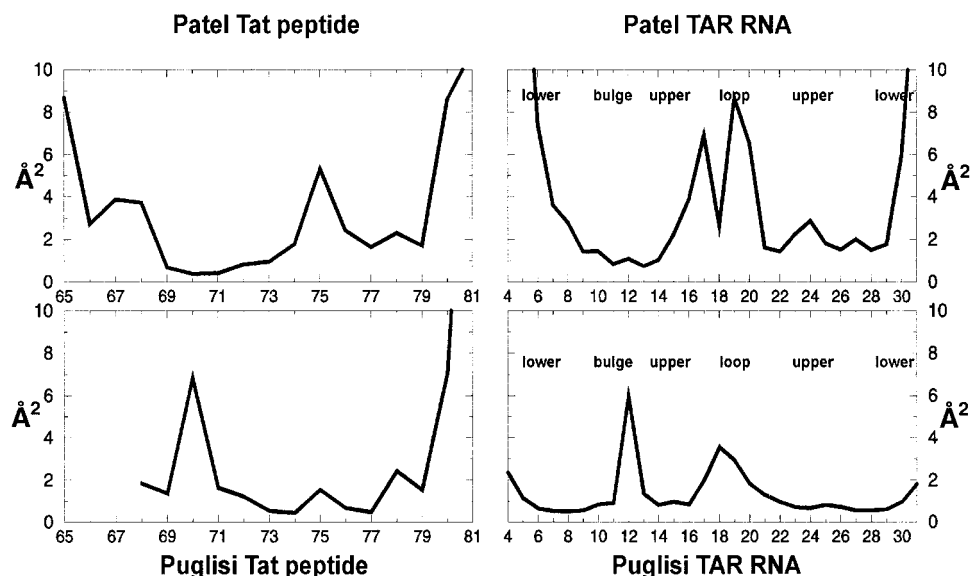 Patel Tat peptide
Patel TAR RNA
10
8
6
4
2
0
Å2
65 67 69 71 73 75 77 79 81
10
8
6
4
2
0
lower bulge upper loop upper lower
Å2
4 6 8 10 12 14 16 18 20 22 24 26 28 30
10
8
6
4
2
0
Å2
65 67 69 71 73 75 77 79 81
Puglisi Tat peptide
10
8
6
4
2
0
lower bulge upper loop upper lower
Å2
4 6 8 10 12 14 16 18 20 22 24 26 28 30
Puglisi TAR RNA